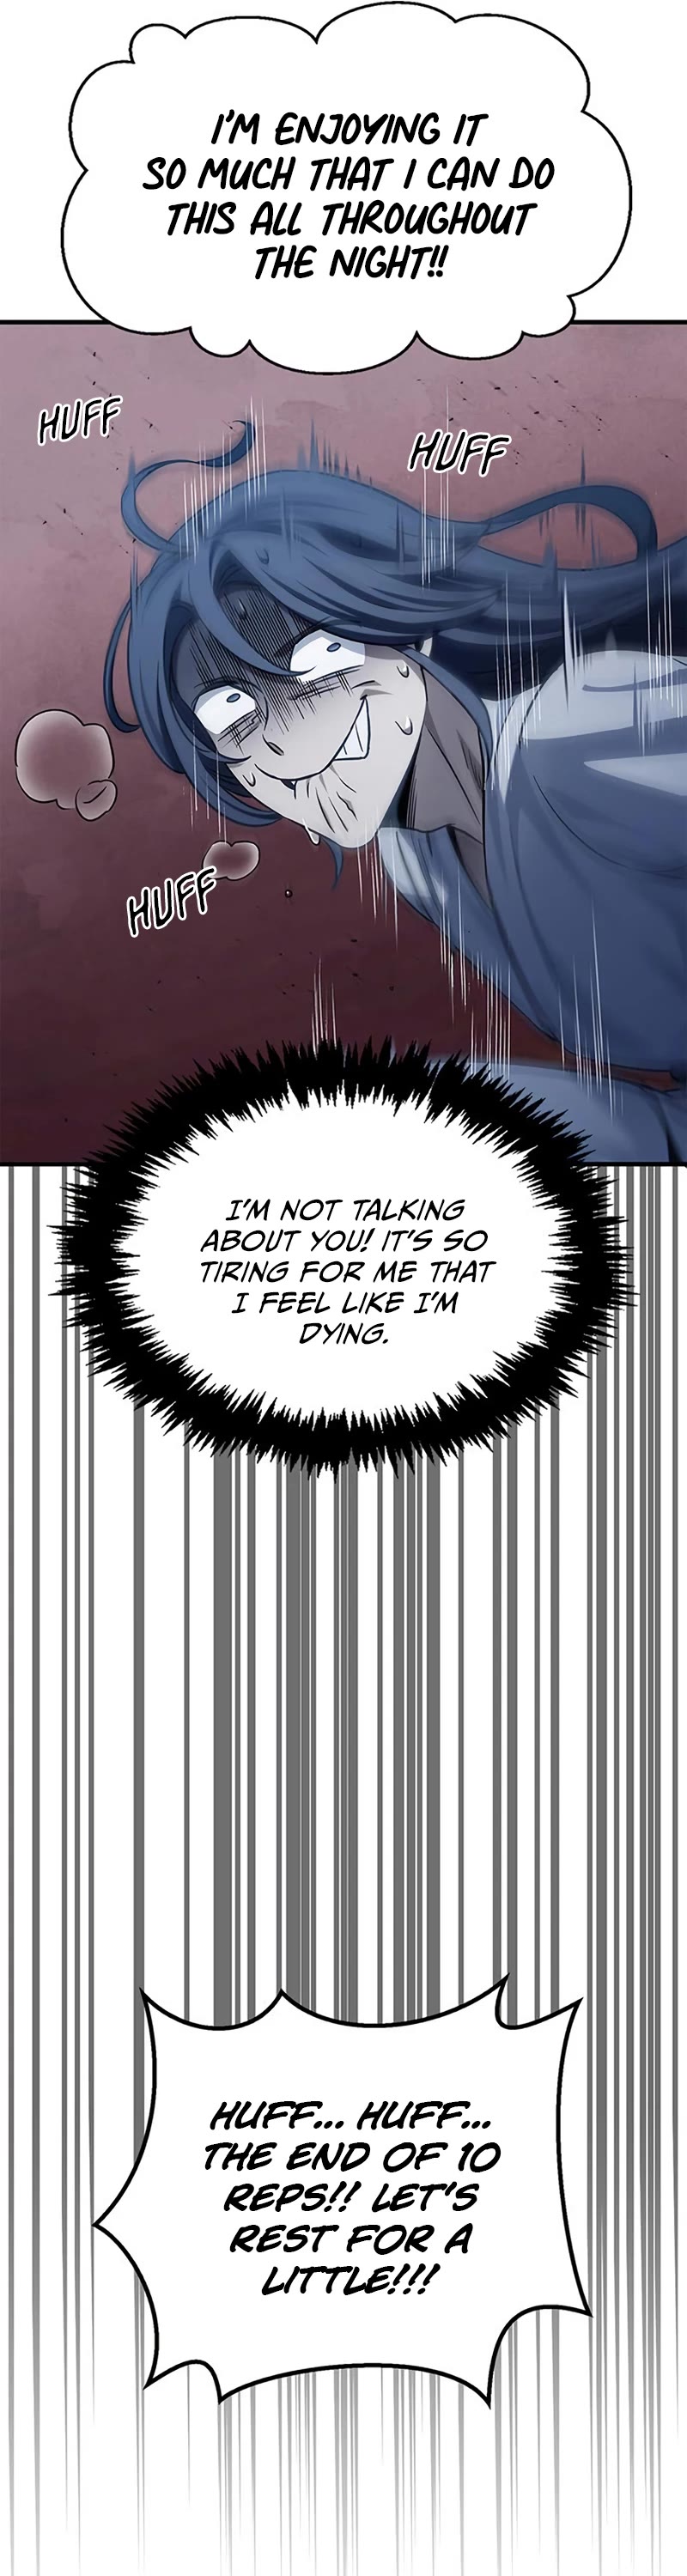 I'M ENJOYING IT
SO MUCH THAT I CAN DO
THIS ALL THROUGHOUT
THE NIGHT!!
HUFF
HUFF
HUFF
I'M NOT TALKING
ABOUT YOU! IT'S SO
TIRING FOR ME THAT
I FEEL LIKE I'M
DYING.
HUFF... HUFF...
THE END OF 10
REPS!! LET'S
REST FOR A
LITTLE!!!